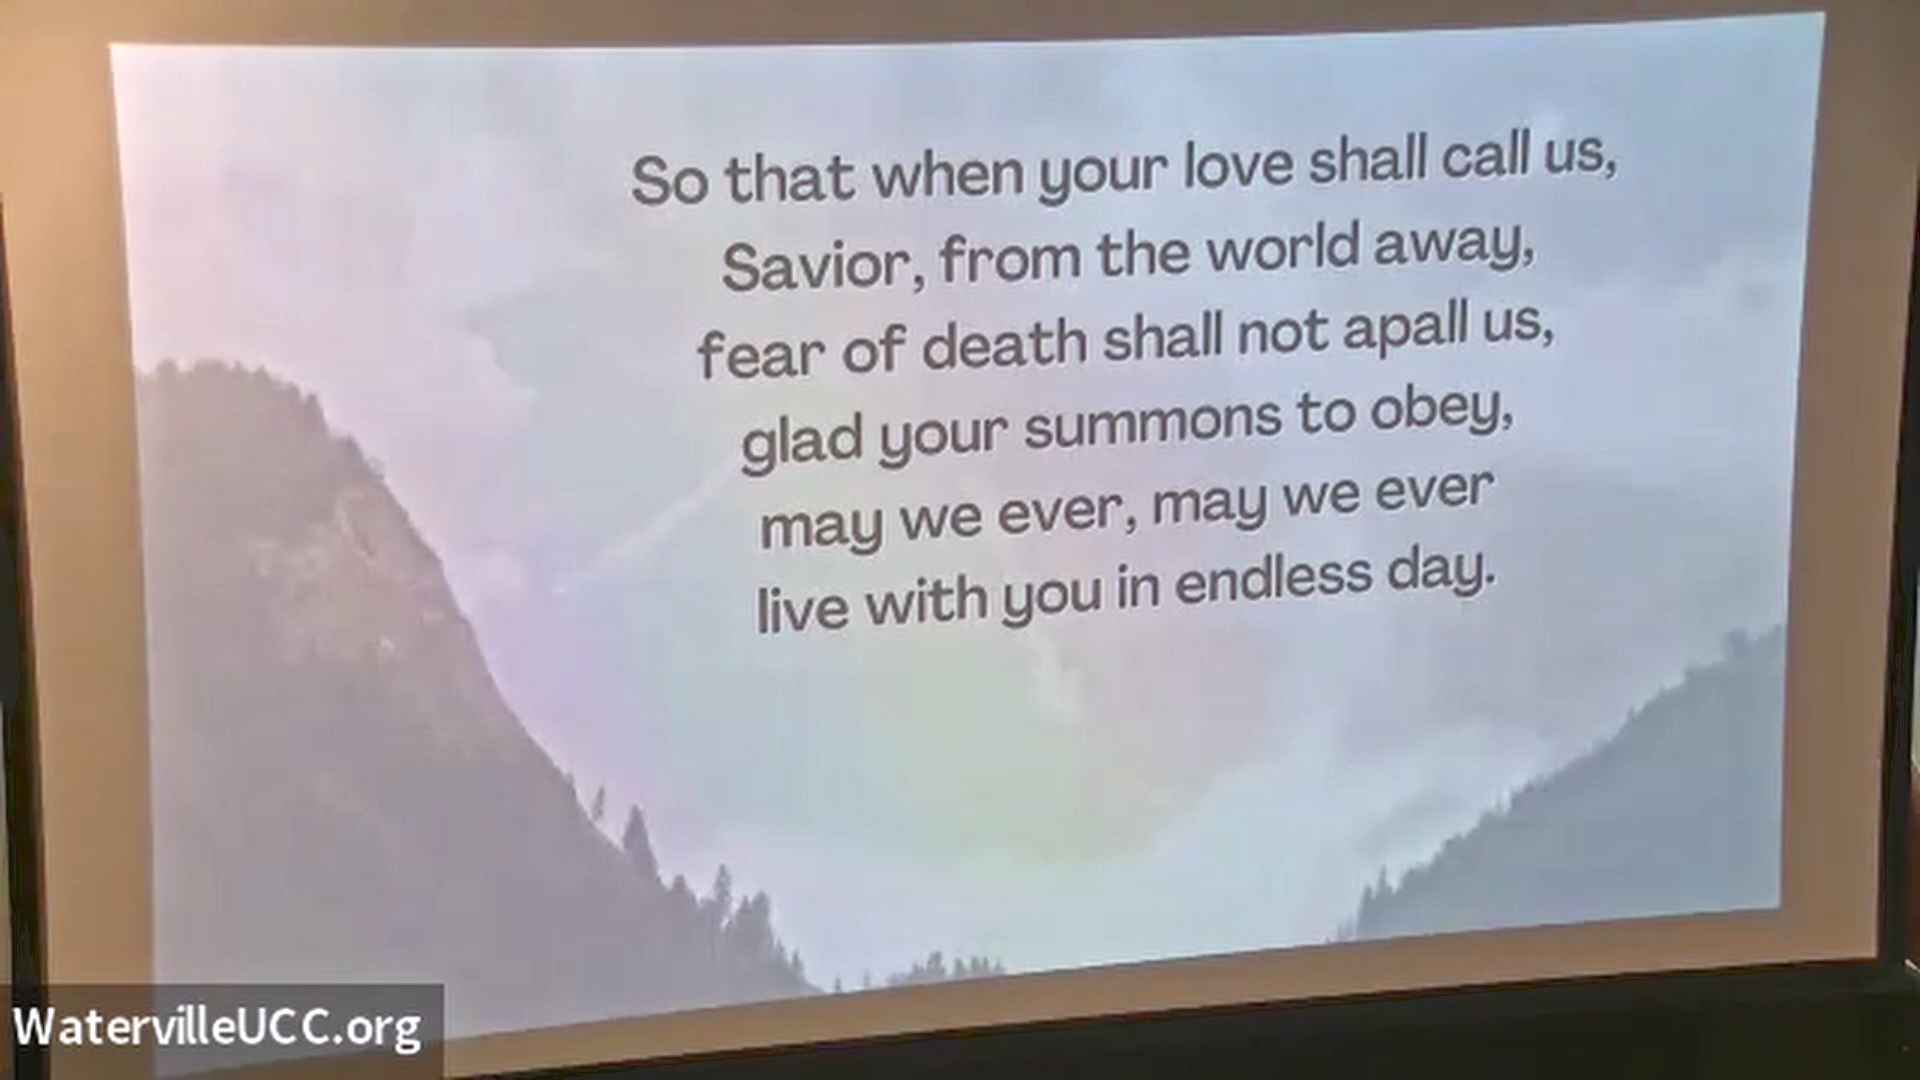 So that when your love shall call us,
Savior, from the world away,
fear of death shall not apall us,
glad your summons to obey,
may we ever, may we ever
live with you in endless day.
WatervilleUCC.org